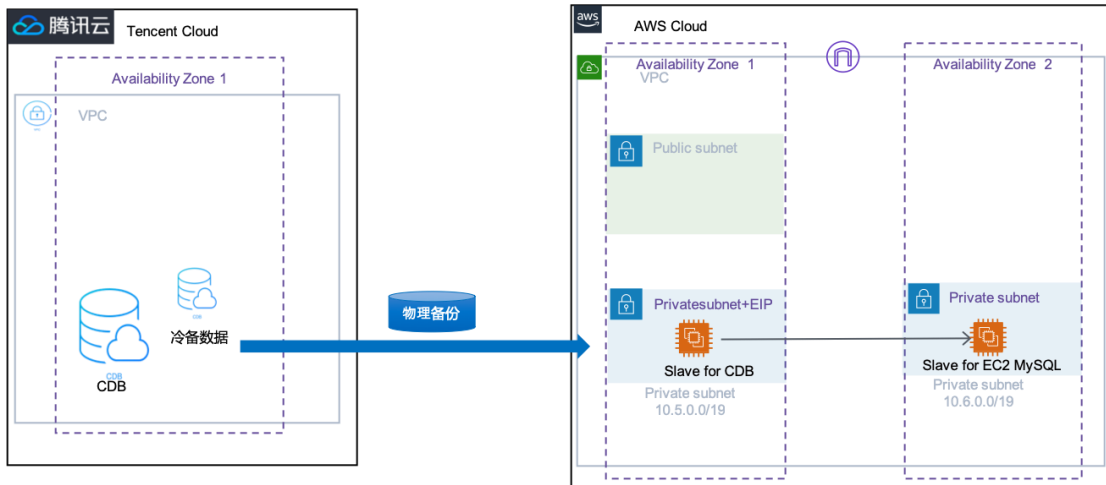 腾讯云
Tencent Cloud
Availability Zone 1
VPC
CDB
冷备数据
CDB
CDB
物理备份
aws
AWS Cloud
Availability Zone 1
VPC
Public subnet
Privatesubnet+EIP
Slave for CDB
Private subnet
10.5.0.0/19
Availability Zone 2
Private subnet
Slave for EC2 MySQL
Private subnet
10.6.0.0/19